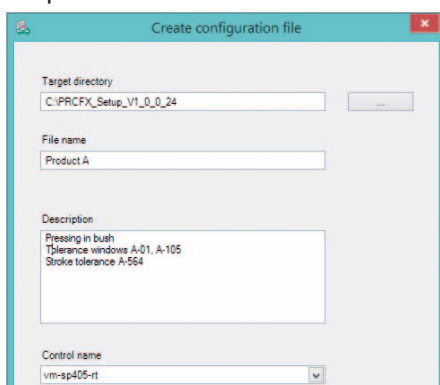 Create configuration file
Target directory
C:\PRCFX_Setup_V1_0_0_24
...
File name
Product A
Description
Pressing in bush
Tolerance windows A-01, A-105
Stroke tolerance A-564
Control name
vm-sp405-rt